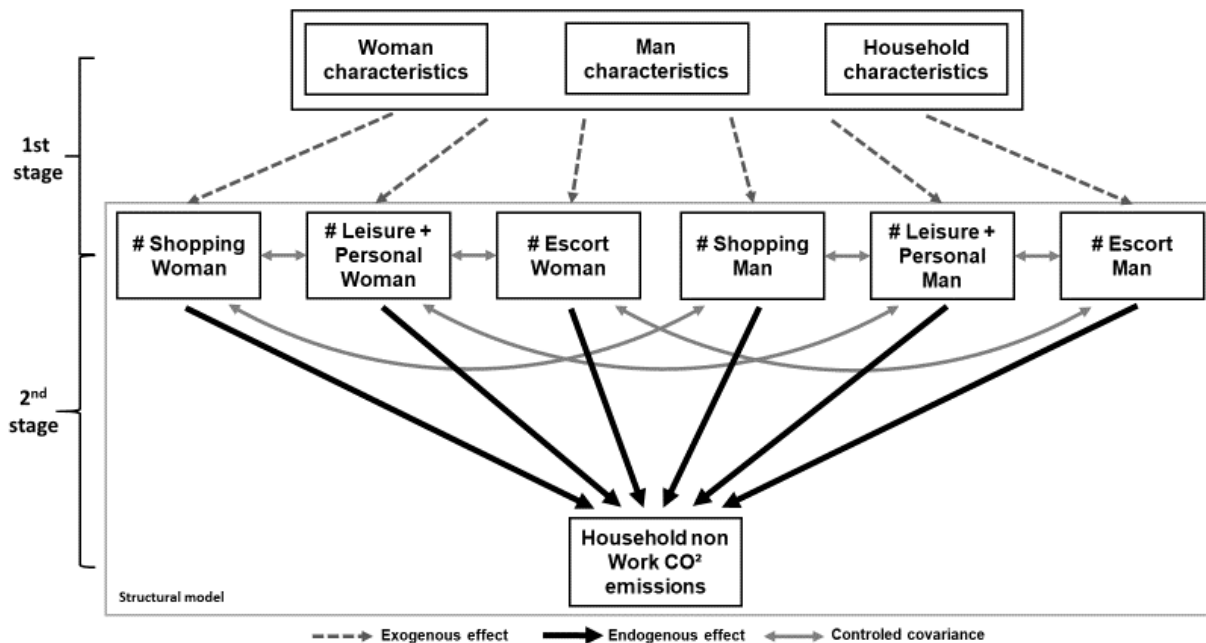 Woman
characteristics
Man
characteristics
Household
characteristics
1st
stage
# Shopping
Woman
# Leisure +
Personal
Woman
# Escort
Woman
# Shopping
Man
# Leisure +
Personal
Man
# Escort
Man
2nd
stage
Household non
Work CO²
emissions
Structural model
Exogenous effect
Endogenous effect
Controled covariance